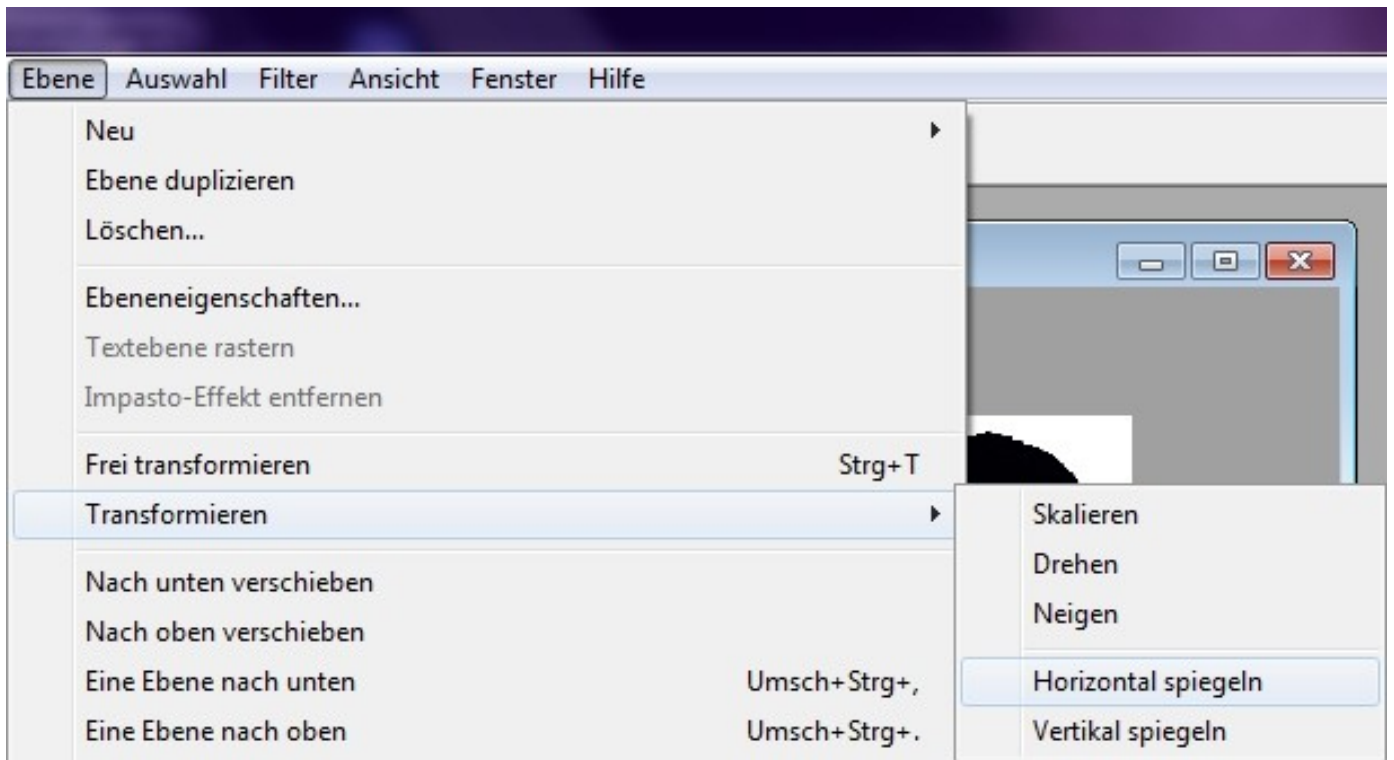 Ebene Auswahl Filter Ansicht Fenster Hilfe
Neu
Ebene duplizieren
Löschen...
Ebeneneigenschaften...
Textebene rastern
Impasto-Effekt entfernen
Frei transformieren Strg+T
Transformieren
Nach unten verschieben
Nach oben verschieben
Eine Ebene nach unten Umsch+Strg+,
Eine Ebene nach oben Umsch+Strg+.
Skalieren
Drehen
Neigen
Horizontal spiegeln
Vertikal spiegeln